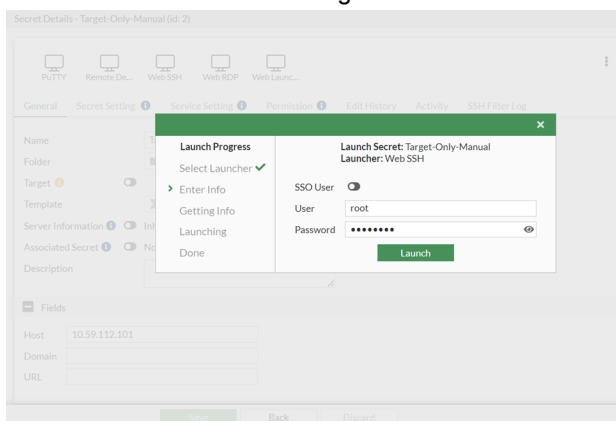 Secret Details - Target-Only-Manual (id: 2)
PuTTY Remote De... Web SSH Web RDP Web Launc...
General Secret Setting Service Setting Permission Edit History Activity SSH Filter Log
Launch Progress
Select Launcher
Enter Info
Getting Info
Launching
Done
Launch Secret: Target-Only-Manual
Launcher: Web SSH
SSO User
User root
Password ••••••••
Launch
Name
Folder
Target
Template
Server Information
Associated Secret
Description
Fields
Host 10.59.112.101
Domain
URL
Save Back Discard